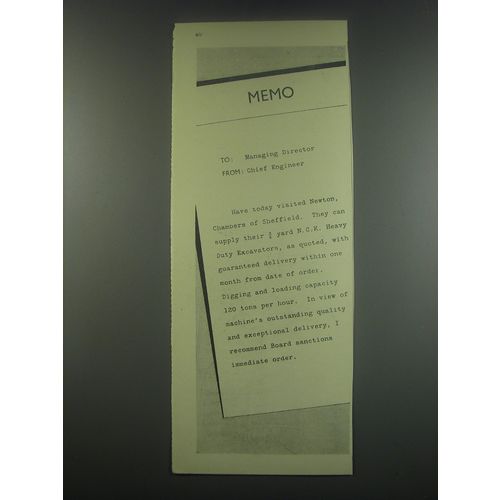 MEMO
TO: Managing Director
FROM: Chief Engineer
Have today visited Newton,
Chambers of Sheffield. They can
supply their ¾ yard N.C.K. Heavy
Duty Excavators, as quoted, with
guaranteed delivery within one
month from date of order.
Digging and loading capacity
120 tons per hour. In view of
machine's outstanding quality
and exceptional delivery, I
recommend Board sanctions
immediate order.